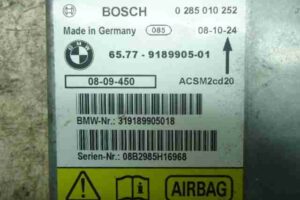 BOSCH 0 285 010 252
Made in Germany 085 08-10-24
65.77 - 9189905-01
08-09-450 ACSM2cd20
BMW-Nr.: 319189905018
Serien-Nr.: 08B2985H16968
! i AIRBAG